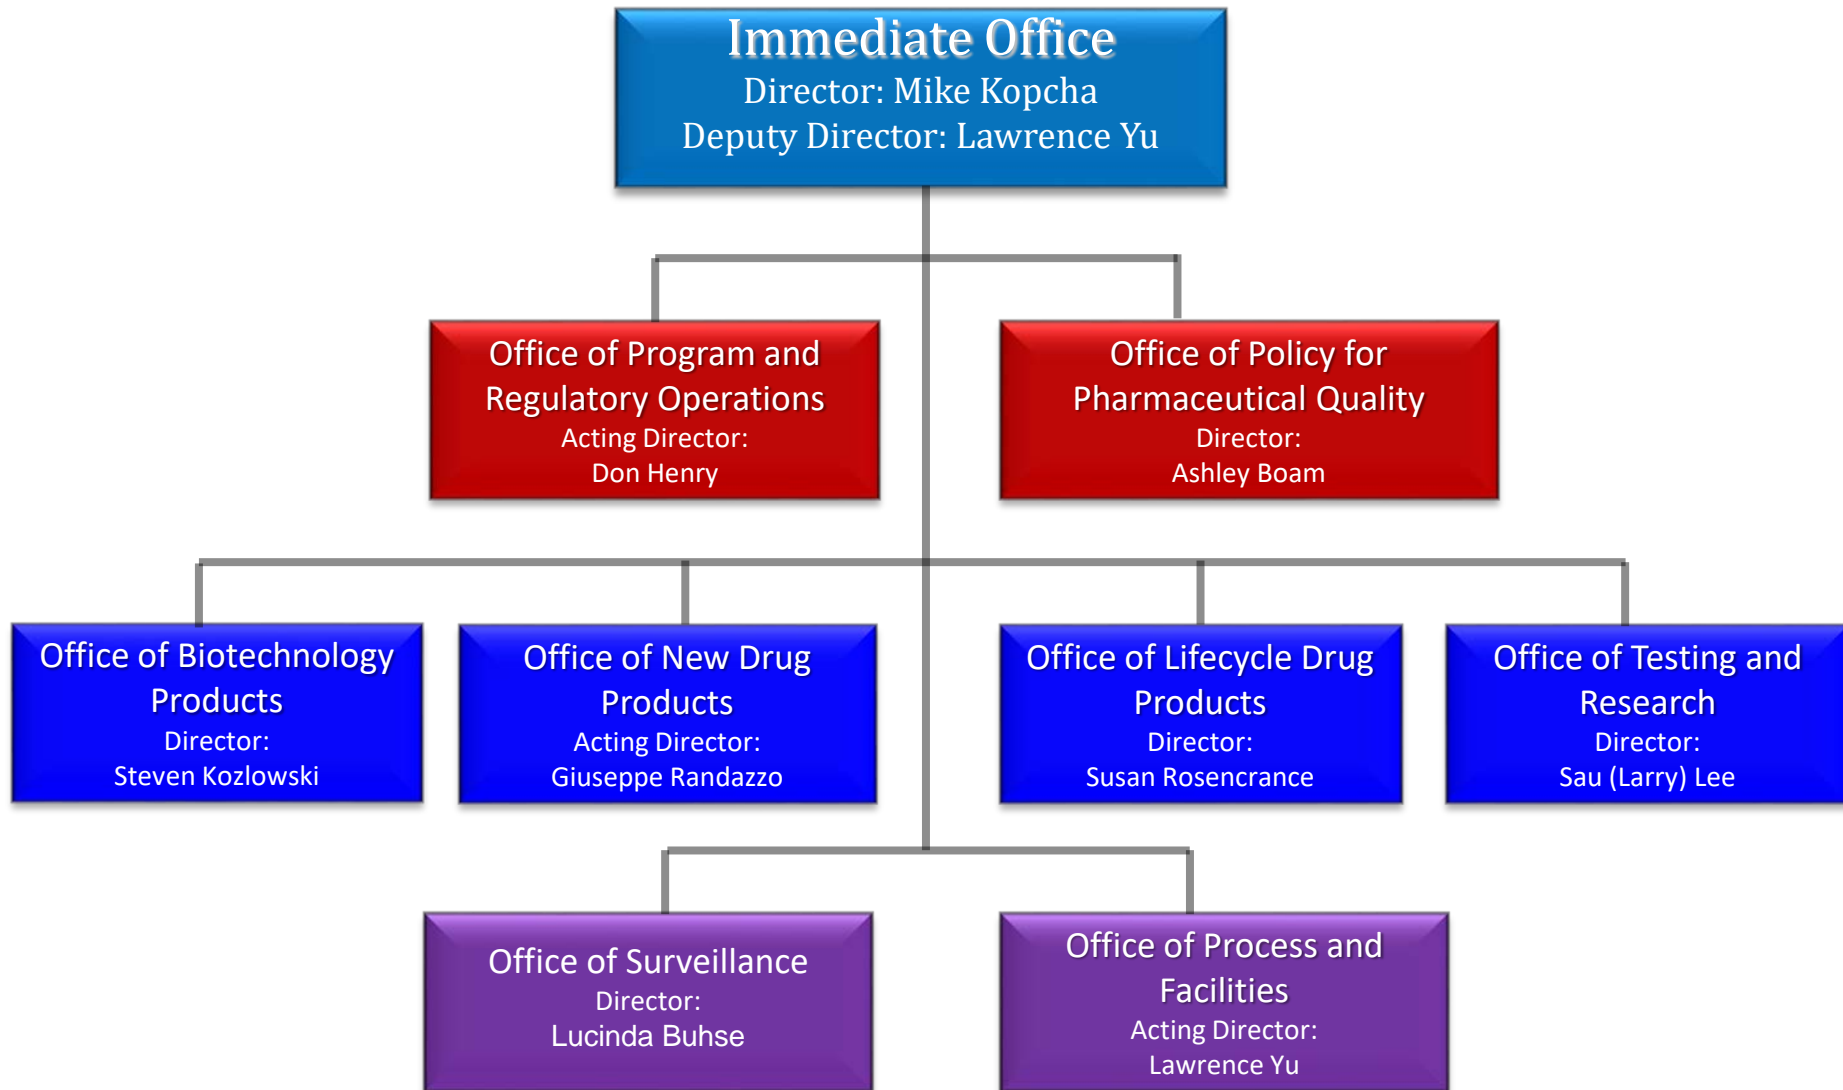 Immediate Office
Director: Mike Kopcha
Deputy Director: Lawrence Yu
Office of Program and
Regulatory Operations
Acting Director:
Don Henry
Office of Policy for
Pharmaceutical Quality
Director:
Ashley Boam
Office of Biotechnology
Products
Director:
Steven Kozlowski
Office of New Drug
Products
Acting Director:
Giuseppe Randazzo
Office of Lifecycle Drug
Products
Director:
Susan Rosencrance
Office of Testing and
Research
Director:
Sau (Larry) Lee
Office of Surveillance
Director:
Lucinda Buhse
Office of Process and
Facilities
Acting Director:
Lawrence Yu